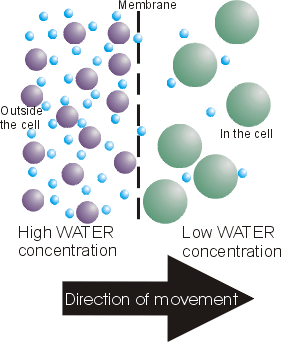 Membrane
Outside
the cell
In the cell
High WATER
concentration
Low WATER
concentration
Direction of movement